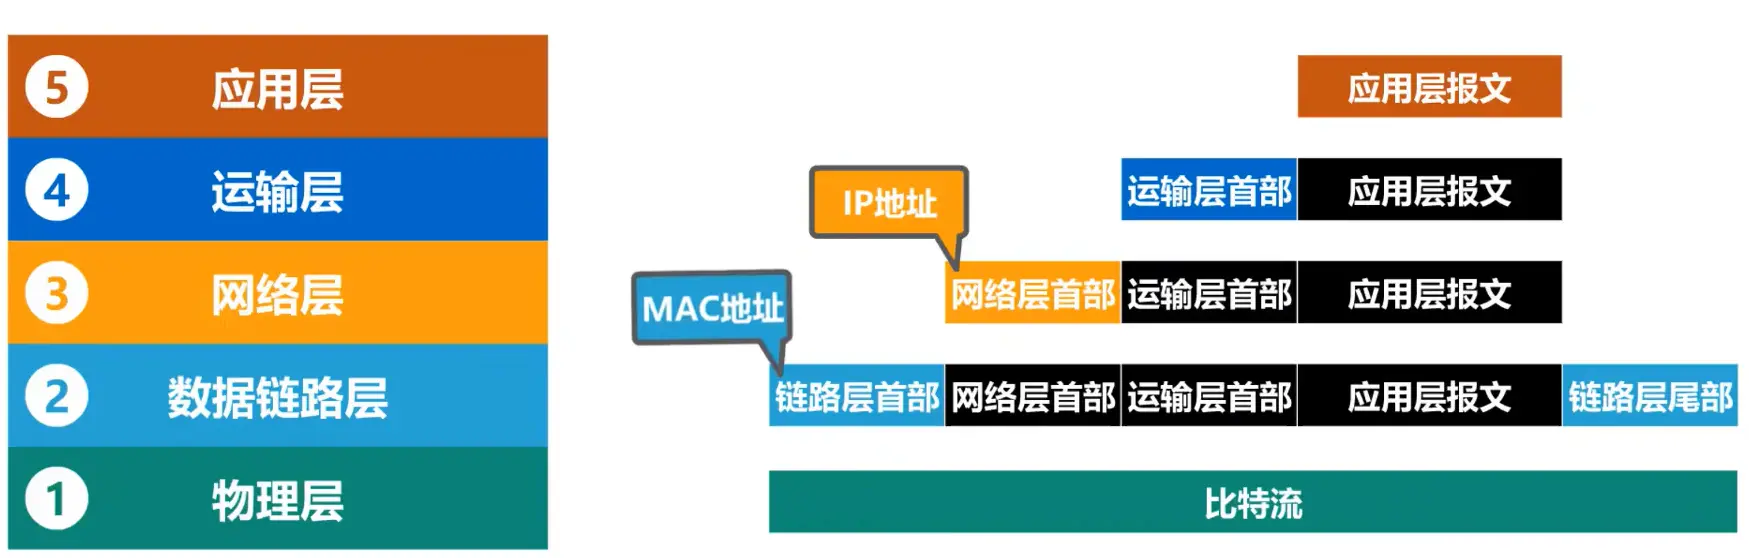 5 应用层
应用层报文
4 运输层
运输层首部 应用层报文
IP地址
3 网络层
网络层首部 运输层首部 应用层报文
MAC地址
2 数据链路层
链路层首部 网络层首部 运输层首部 应用层报文 链路层尾部
1 物理层
比特流